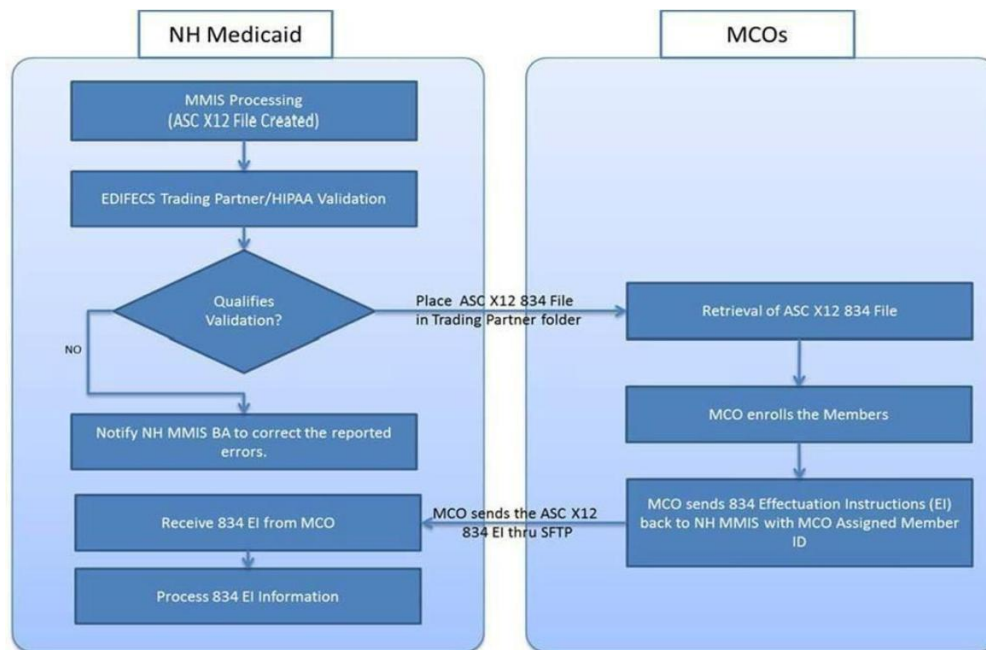 NH Medicaid
MMIS Processing
(ASC X12 File Created)
EDIFECS Trading Partner/HIPAA Validation
Qualifies
Validation?
NO
Notify NH MMIS BA to correct the reported
errors.
Receive 834 EI from MCO
Process 834 EI Information
Place ASC X12 834 File
in Trading Partner folder
MCO sends the ASC X12
834 EI thru SFTP
MCOs
Retrieval of ASC X12 834 File
MCO enrolls the Members
MCO sends 834 Effectuation Instructions (EI)
back to NH MMIS with MCO Assigned Member
ID